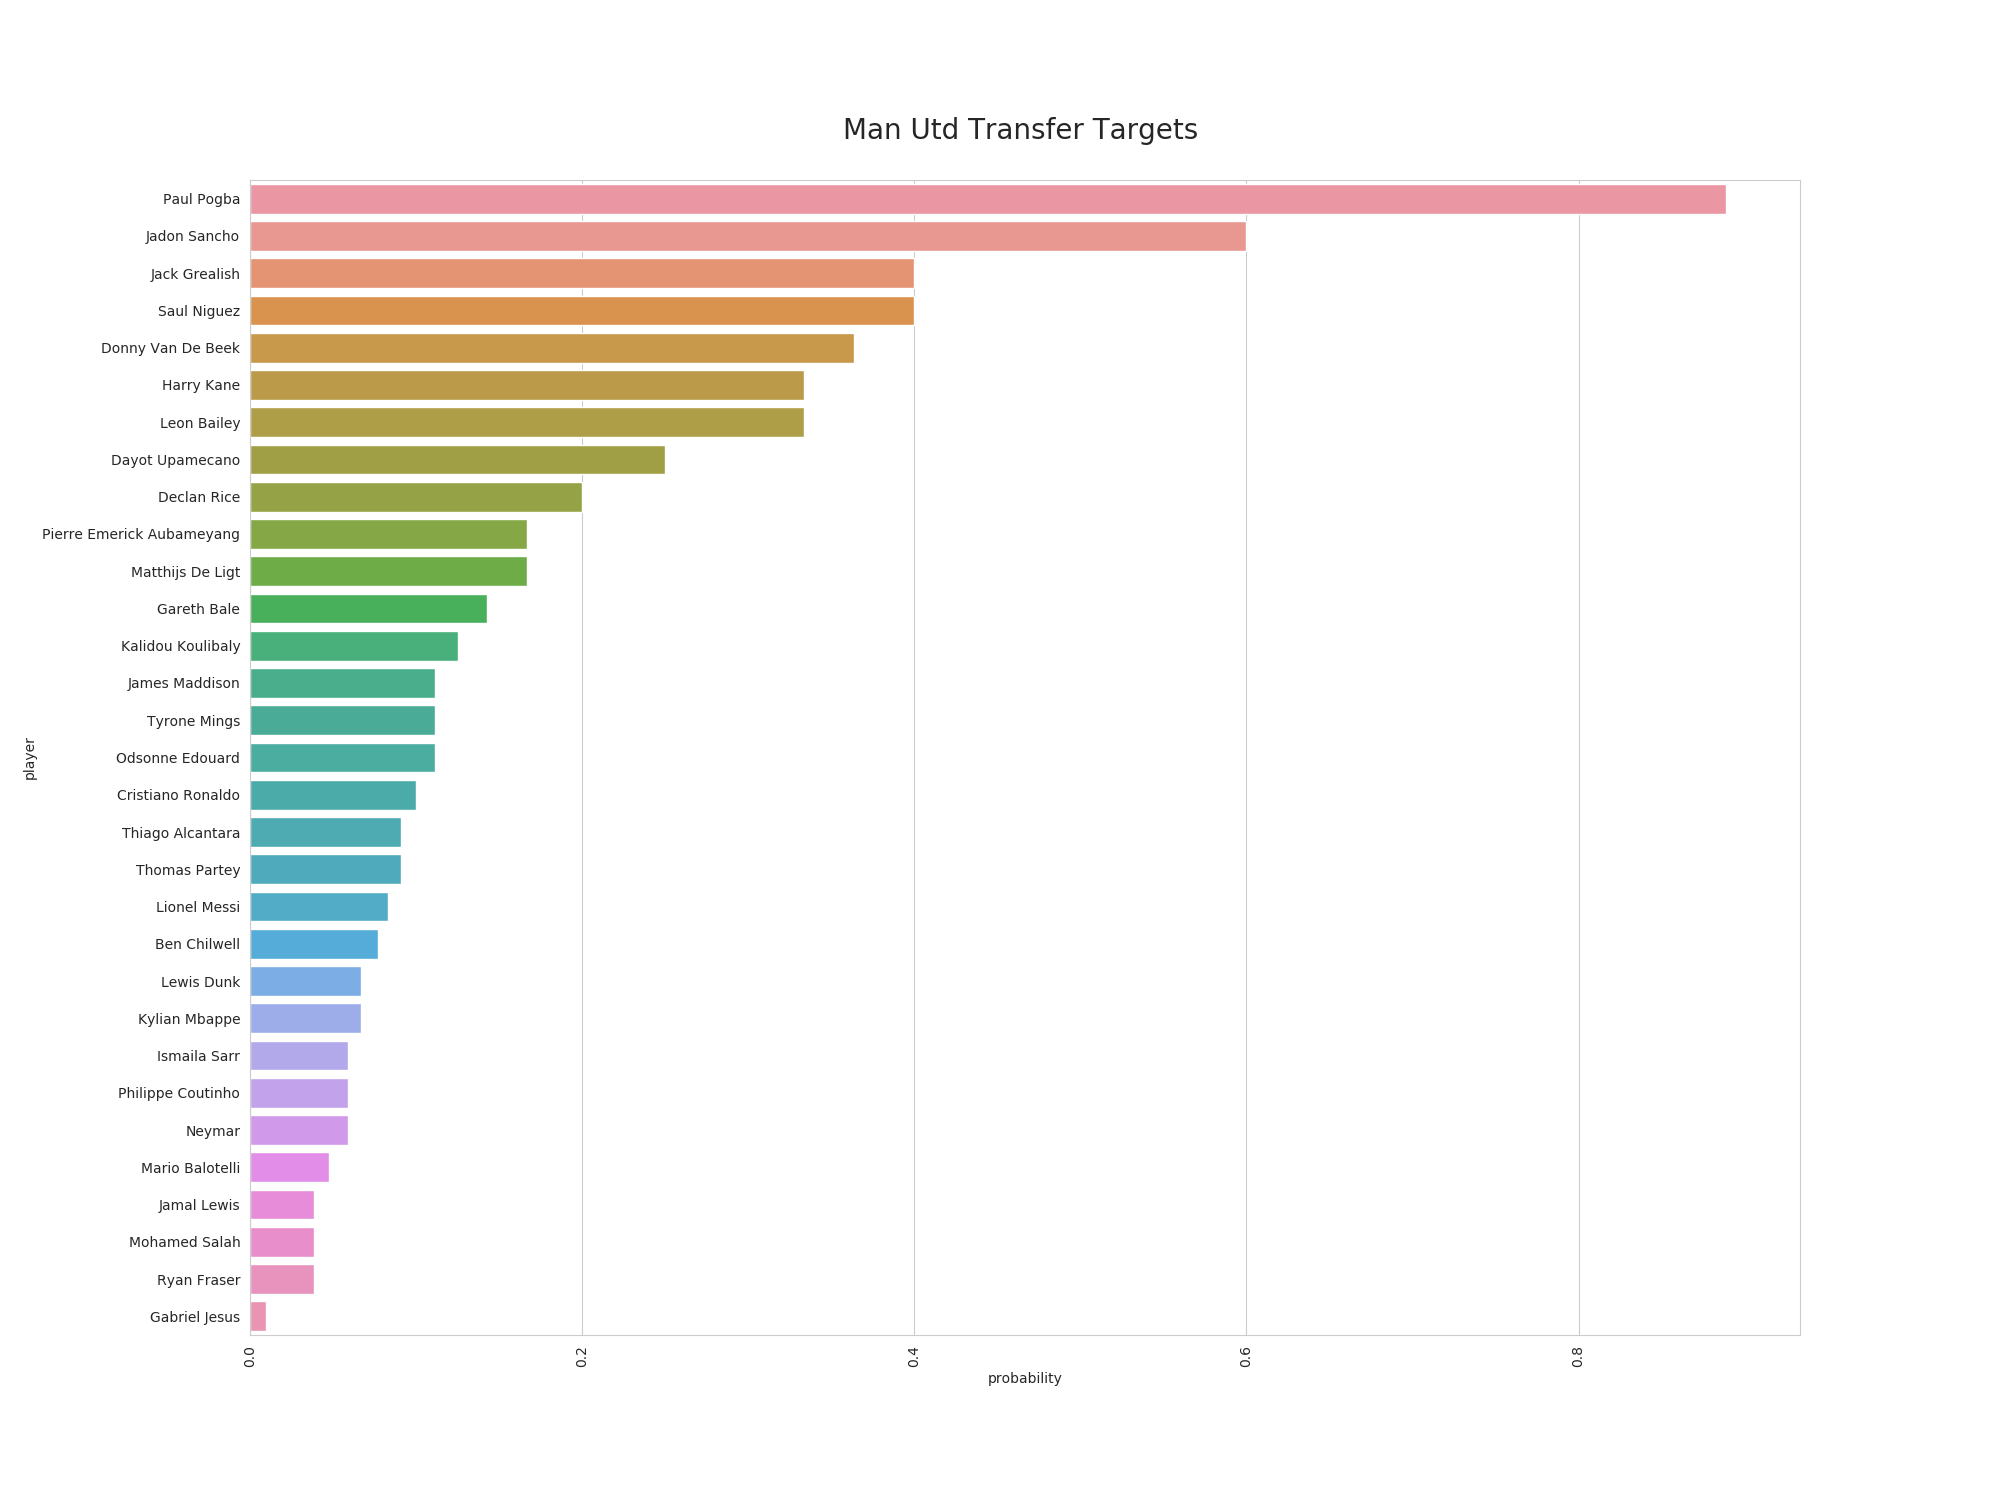 Man Utd Transfer Targets
Paul Pogba
Jadon Sancho
Jack Grealish
Saul Niguez
Donny Van De Beek
Harry Kane
Leon Bailey
Dayot Upamecano
Declan Rice
Pierre Emerick Aubameyang
Matthijs De Ligt
Gareth Bale
Kalidou Koulibaly
James Maddison
Tyrone Mings
Odsonne Edouard
Cristiano Ronaldo
Thiago Alcantara
Thomas Partey
Lionel Messi
Ben Chilwell
Lewis Dunk
Kylian Mbappe
Ismaila Sarr
Philippe Coutinho
Neymar
Mario Balotelli
Jamal Lewis
Mohamed Salah
Ryan Fraser
Gabriel Jesus
player
0.0
0.2
0.4
0.6
0.8
probability